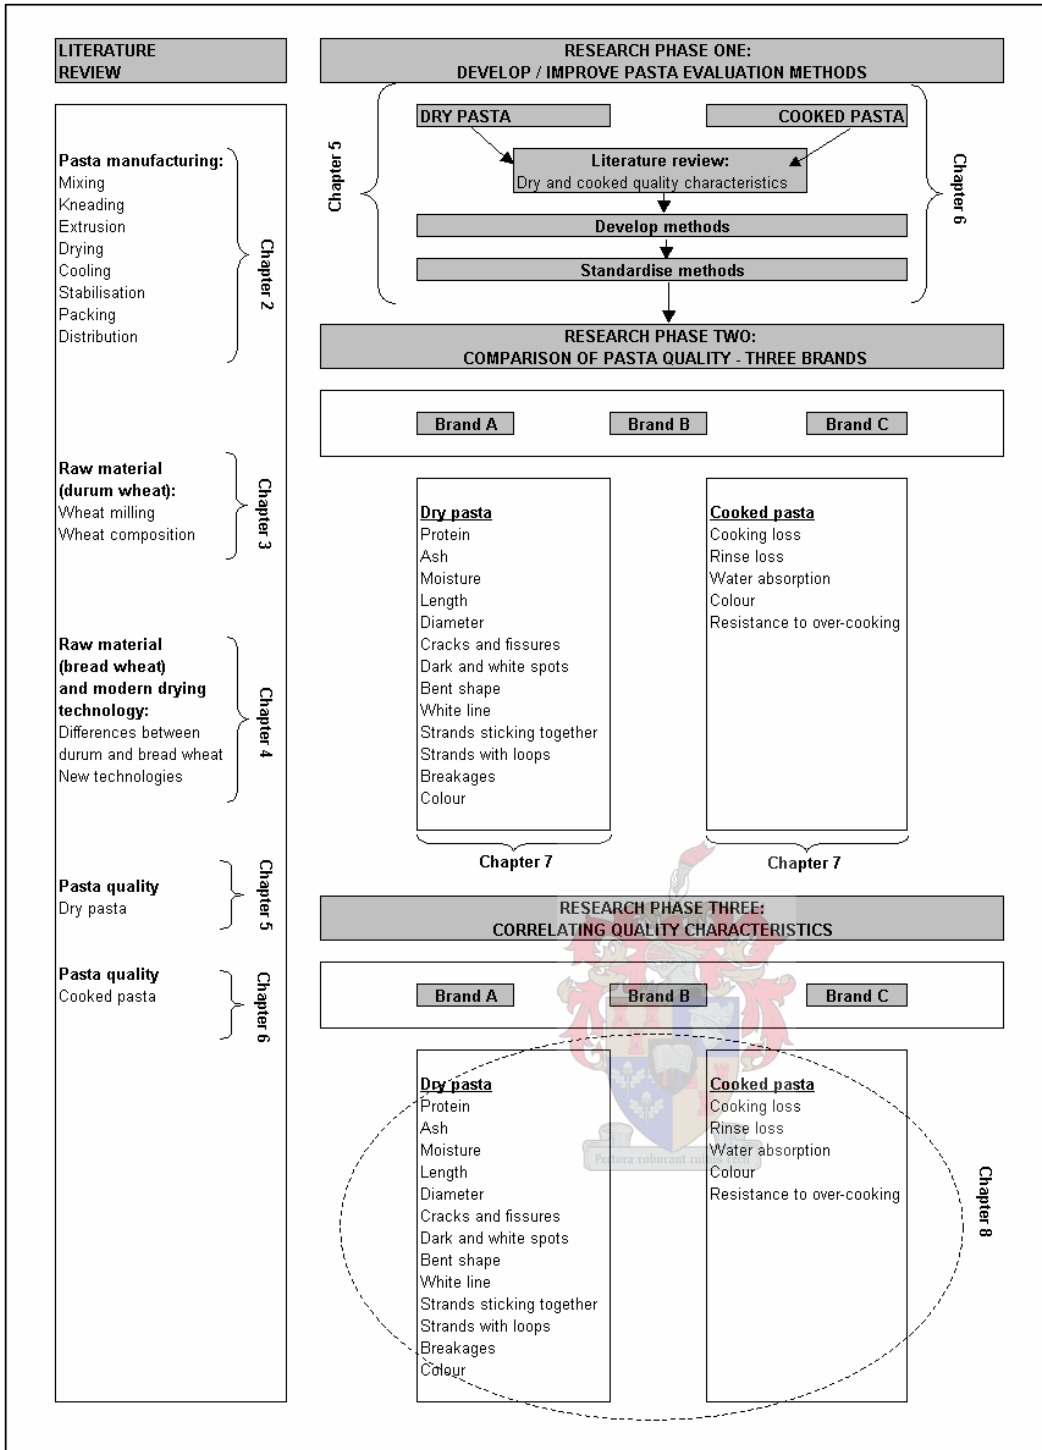 LITERATURE
REVIEW
Pasta manufacturing:
Mixing
Kneading
Extrusion
Drying
Cooling
Stabilisation
Packing
Distribution
Chapter 2
Raw material
(durum wheat):
Wheat milling
Wheat composition
Chapter 3
Raw material
(bread wheat)
and modern drying
technology:
Differences between
durum and bread wheat
New technologies
Chapter 4
Pasta quality
Dry pasta
Chapter 5
Pasta quality
Cooked pasta
Chapter 6
RESEARCH PHASE ONE:
DEVELOP / IMPROVE PASTA EVALUATION METHODS
Chapter 5
DRY PASTA
COOKED PASTA
Chapter 6
Literature review:
Dry and cooked quality characteristics
Develop methods
Standardise methods
RESEARCH PHASE TWO:
COMPARISON OF PASTA QUALITY - THREE BRANDS
Brand A
Brand B
Brand C
Dry pasta
Protein
Ash
Moisture
Length
Diameter
Cracks and fissures
Dark and white spots
Bent shape
White line
Strands sticking together
Strands with loops
Breakages
Colour
Chapter 7
Cooked pasta
Cooking loss
Rinse loss
Water absorption
Colour
Resistance to over-cooking
Chapter 7
RESEARCH PHASE THREE:
CORRELATING QUALITY CHARACTERISTICS
Brand A
Brand B
Brand C
Dry pasta
Protein
Ash
Moisture
Length
Diameter
Cracks and fissures
Dark and white spots
Bent shape
White line
Strands sticking together
Strands with loops
Breakages
Colour
Cooked pasta
Cooking loss
Rinse loss
Water absorption
Colour
Resistance to over-cooking
Chapter 8
Pectora roborant cultus recti